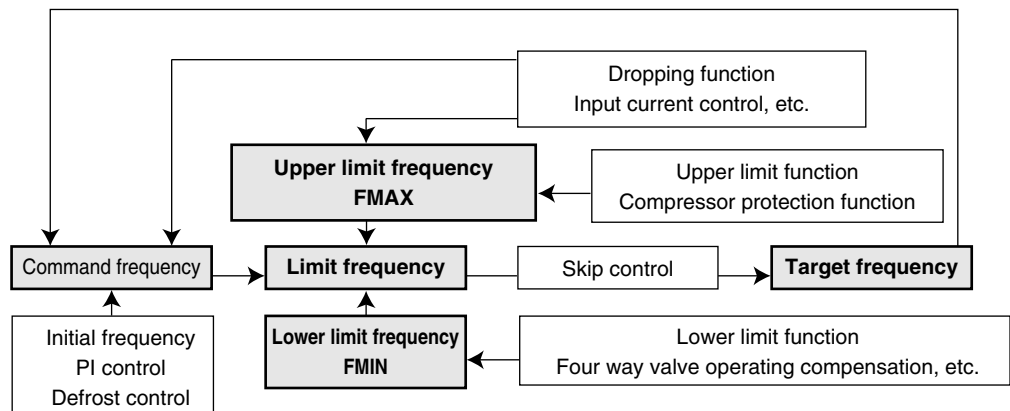 Dropping function
Input current control, etc.
Upper limit frequency
FMAX
Upper limit function
Compressor protection function
Command frequency
Limit frequency
Skip control
Target frequency
Initial frequency
PI control
Defrost control
Lower limit frequency
FMIN
Lower limit function
Four way valve operating compensation, etc.